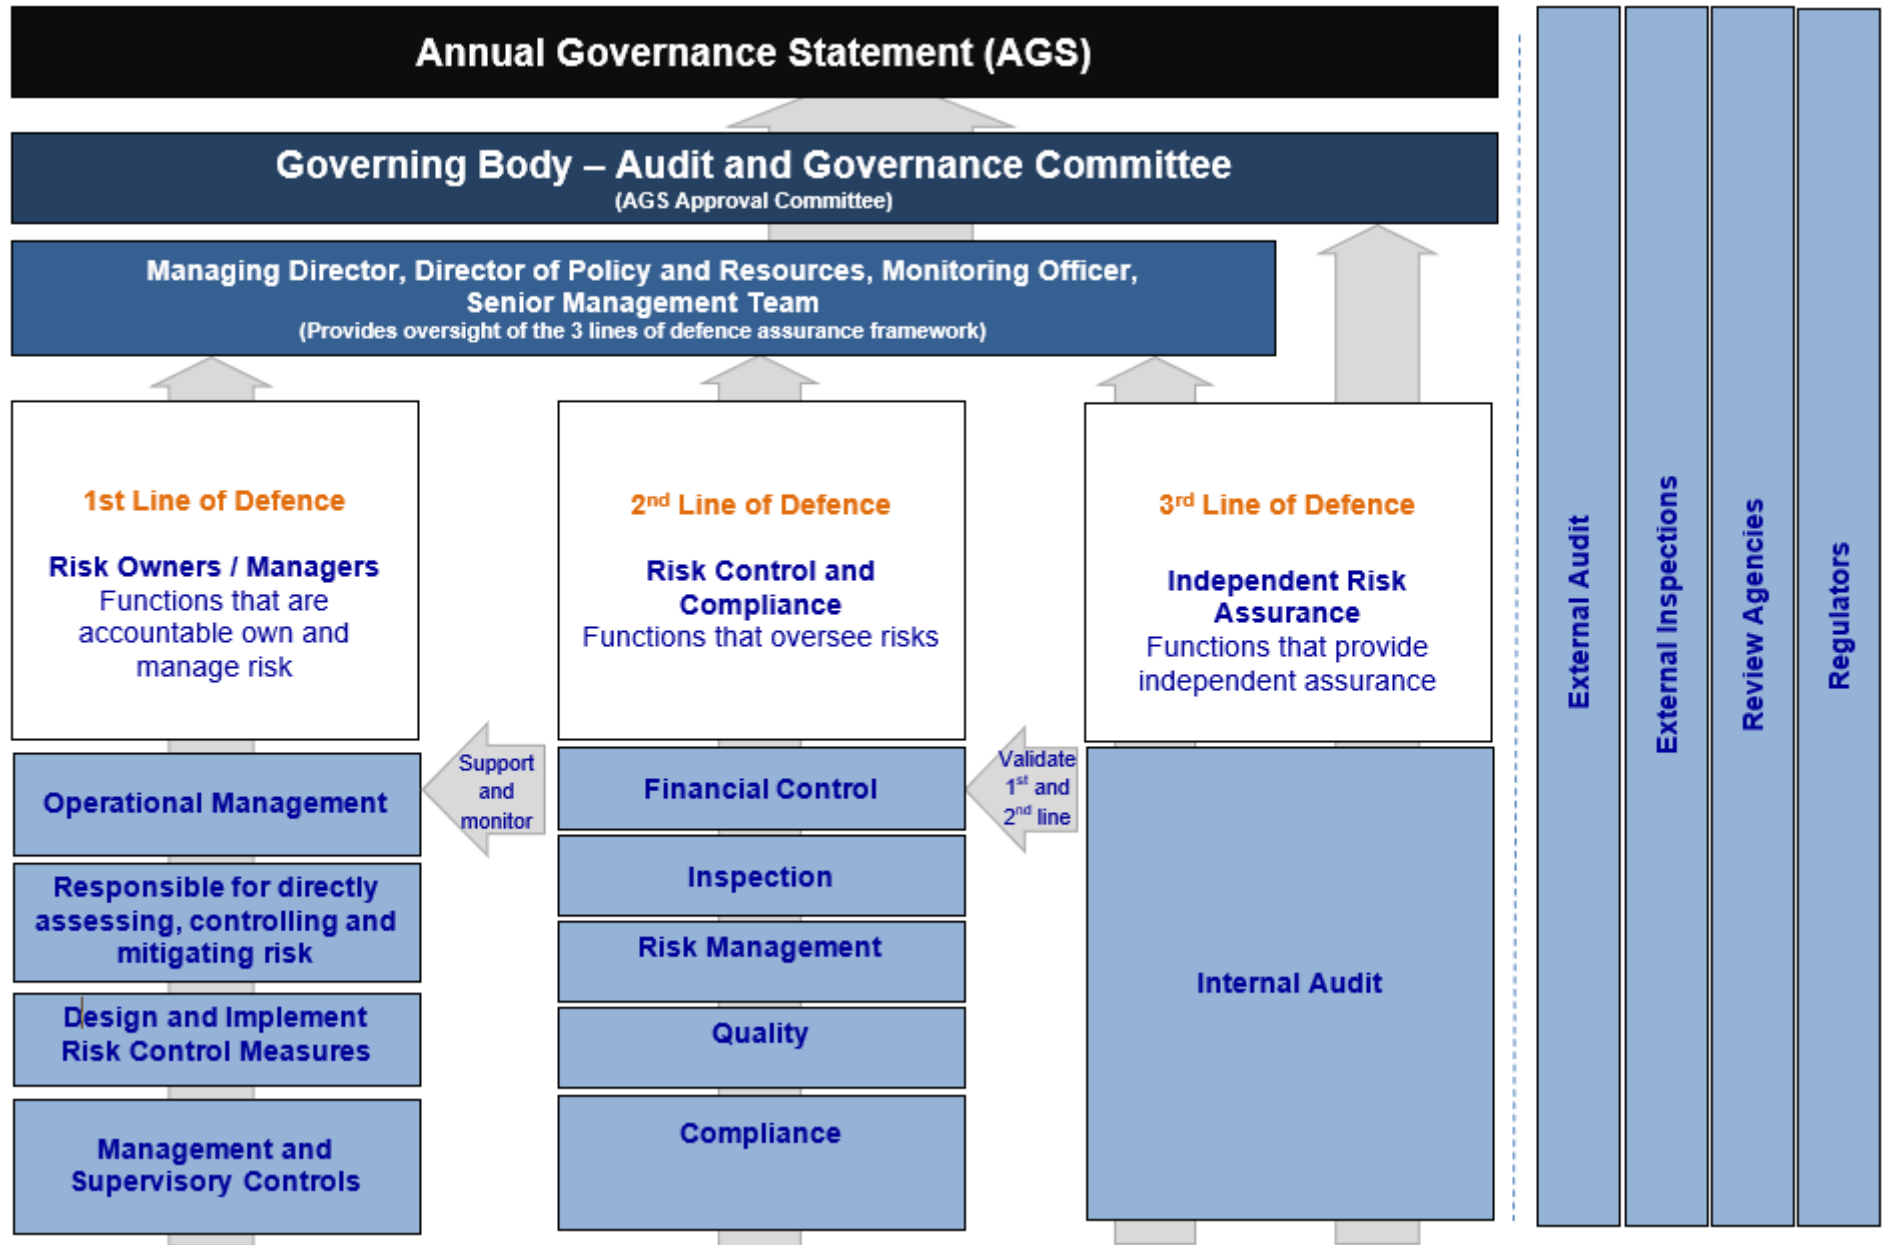 Annual Governance Statement (AGS)
Governing Body – Audit and Governance Committee
(AGS Approval Committee)
Managing Director, Director of Policy and Resources, Monitoring Officer,
Senior Management Team
(Provides oversight of the 3 lines of defence assurance framework)
1st Line of Defence
Risk Owners / Managers
Functions that are
accountable own and
manage risk
Operational Management
Responsible for directly
assessing, controlling and
mitigating risk
Design and Implement
Risk Control Measures
Management and
Supervisory Controls
Support
and
monitor
2nd Line of Defence
Risk Control and
Compliance
Functions that oversee risks
Financial Control
Inspection
Risk Management
Quality
Compliance
Validate
1st and
2nd line
3rd Line of Defence
Independent Risk
Assurance
Functions that provide
independent assurance
Internal Audit
External Audit
External Inspections
Review Agencies
Regulators